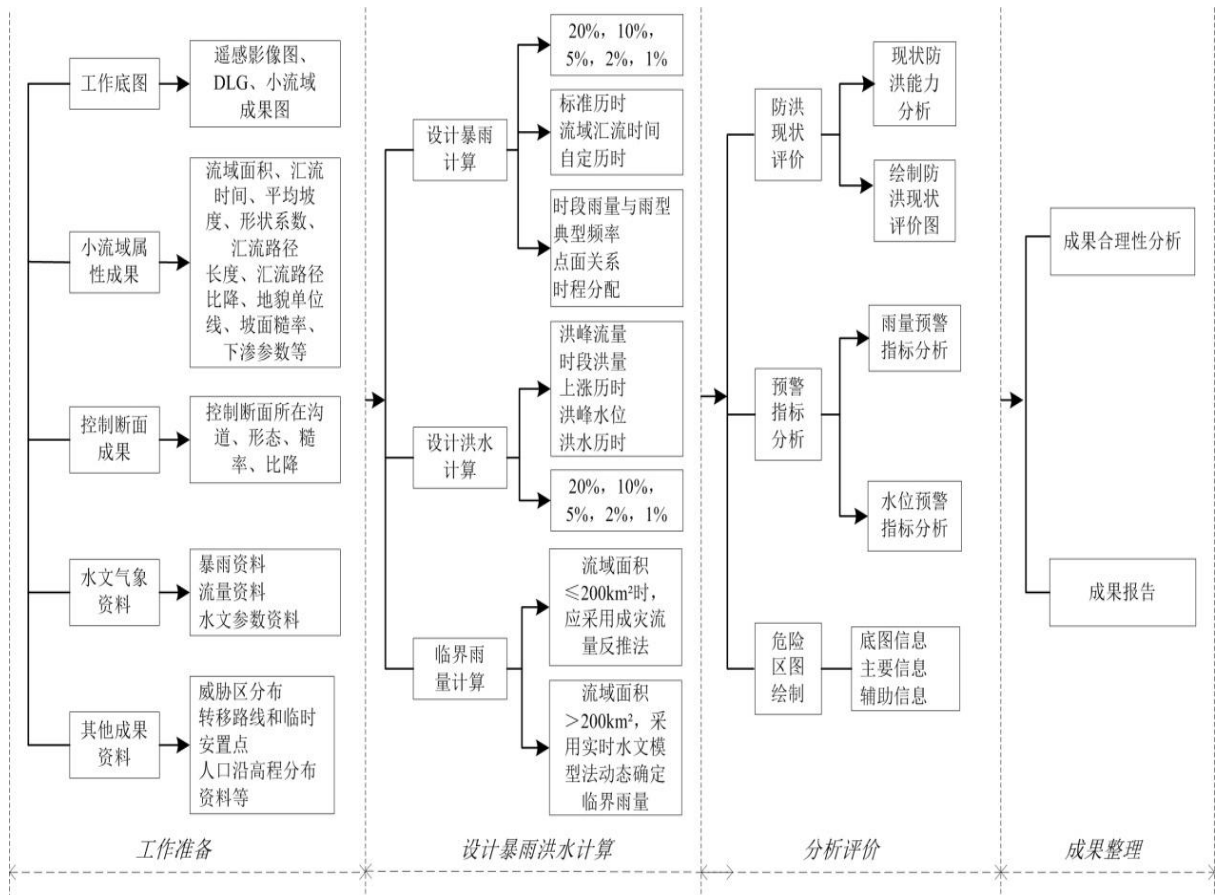 工作底图
遥感影像图、
DLG、小流域
成果图
小流域属
性成果
流域面积、汇流
时间、平均坡
度、形状系数、
汇流路径
长度、汇流路径
比降、地貌单位
线、坡面糙率、
下渗参数等
控制断面
成果
控制断面所在沟
道、形态、糙
率、比降
水文气象
资料
暴雨资料
流量资料
水文参数资料
其他成果
资料
威胁区分布
转移路线和临时
安置点
人口沿高程分布
资料等
工作准备
设计暴雨
计算
20%，10%，
5%，2%，1%
标准历时
流域汇流时间
自定历时
时段雨量与雨型
典型频率
点面关系
时程分配
设计洪水
计算
洪峰流量
时段洪量
上涨历时
洪峰水位
洪水历时
20%，10%，
5%，2%，1%
临界雨
量计算
流域面积
≤200km²时，
应采用成灾流
量反推法
流域面积
＞200km²，采
用实时水文模
型法动态确定
临界雨量
设计暴雨洪水计算
防洪
现状
评价
现状防
洪能力
分析
绘制防
洪现状
评价图
预警
指标
分析
雨量预警
指标分析
水位预警
指标分析
危险
区图
绘制
底图信息
主要信息
辅助信息
分析评价
成果合理性分析
成果报告
成果整理